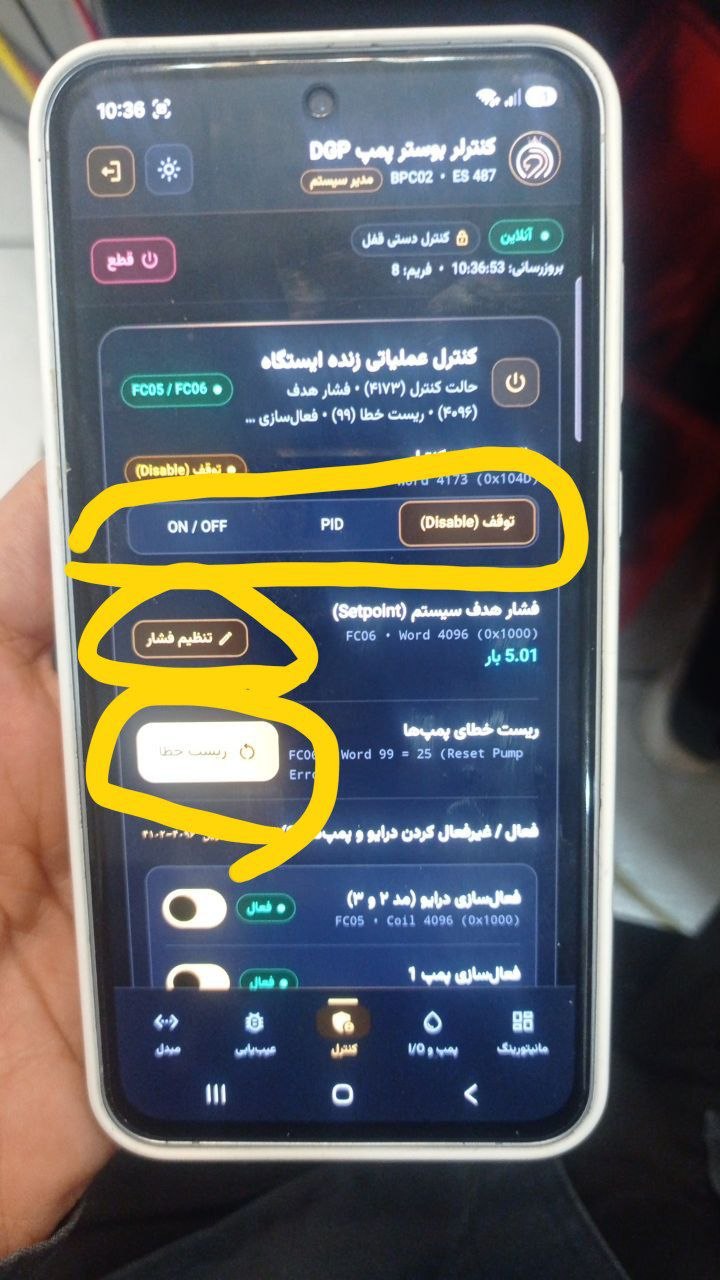 10:36
کنترلر بوستر پمپ DGP
BPC02 • ES 487
مدیر سیستم
آنلاین
کنترل دستی قفل
قطع
بروزرسانی: 10:36:53 • فریم: 8
کنترل عملیاتی زنده ایستگاه
حالت کنترل (۴۱۷۳) • فشار هدف
(۴۰۹۶) • ریست خطا (۹۹) • فعال‌سازی ...
FC05 / FC06
توقف (Disable)
Word 4173 (0x104D)
توقف (Disable)
PID
ON / OFF
فشار هدف سیستم (Setpoint)
FC06 • Word 4096 (0x1000)
5.01 بار
تنظیم فشار
ریست خطای پمپ‌ها
FC06 Word 99 = 25 (Reset Pump
ریست خطا
فعال / غیرفعال کردن درایو و
۴۰۹۶–۴۱۰۲
فعال‌سازی درایو (مد ۲ و ۳)
FC05 • Coil 4096 (0x1000)
فعال
فعال‌سازی پمپ 1
فعال
مانیتورینگ
پمپ و I/O
کنترل
عیب‌یابی
مبدل